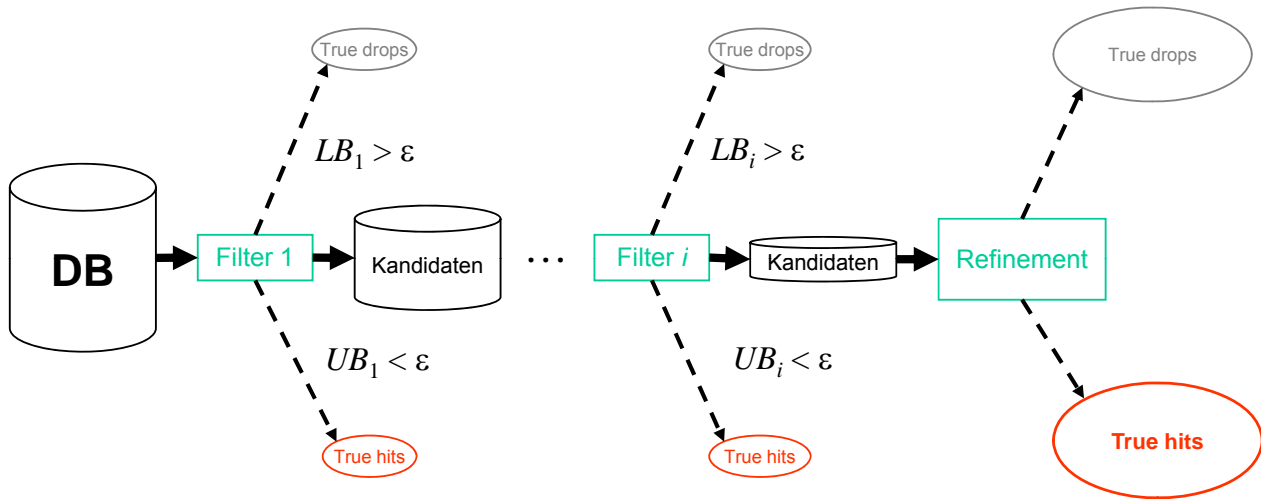 True drops
True drops
True drops
LB₁ > ε
LBᵢ > ε
DB
Filter 1
Kandidaten
...
Filter i
Kandidaten
Refinement
UB₁ < ε
UBᵢ < ε
True hits
True hits
True hits